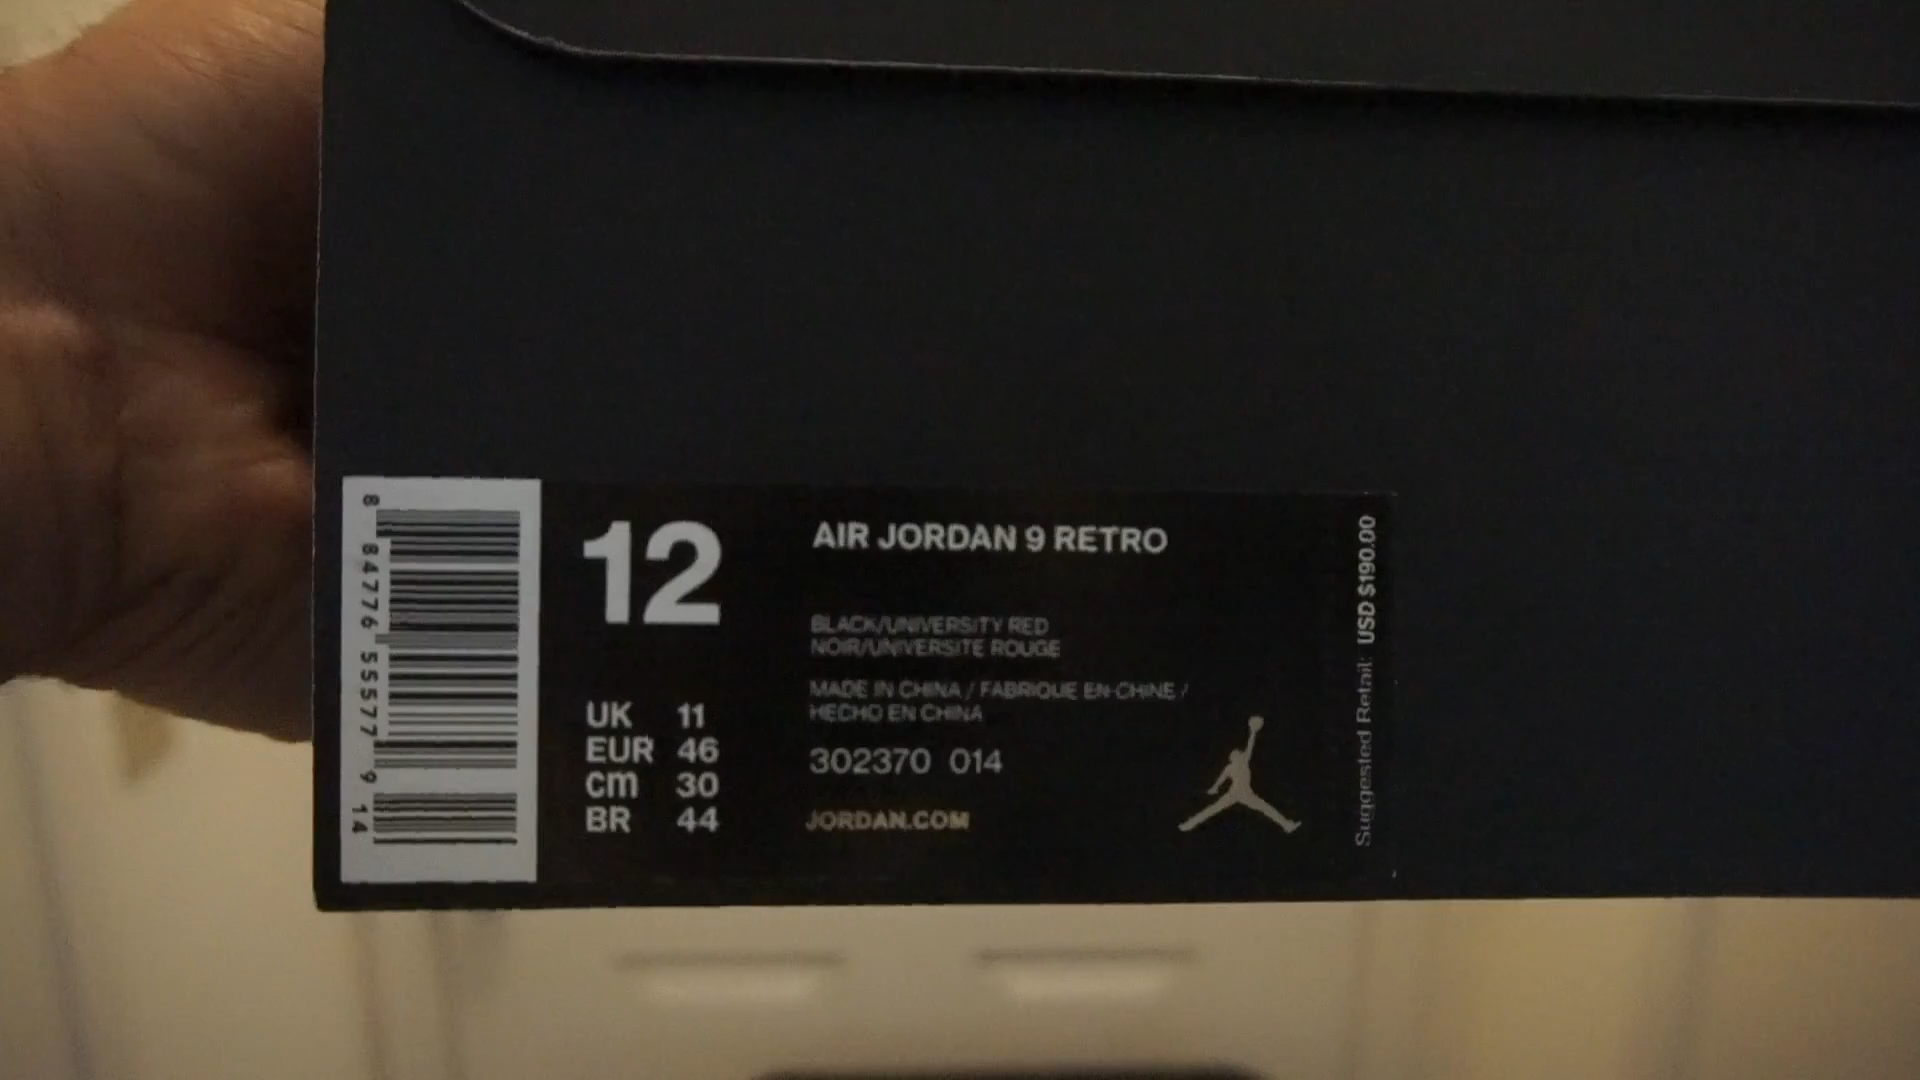 8 84776 55577 9 14
12
UK 11
EUR 46
cm 30
BR 44
AIR JORDAN 9 RETRO
BLACK/UNIVERSITY RED
NOIR/UNIVERSITE ROUGE
MADE IN CHINA / FABRIQUE EN CHINE /
HECHO EN CHINA
302370 014
JORDAN.COM
Suggested Retail: USD $190.00